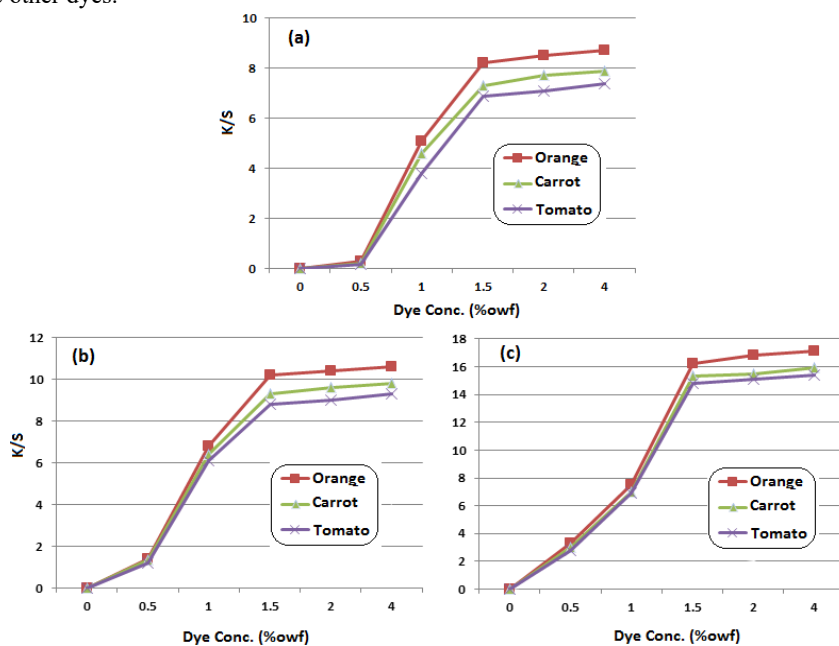 other dyes.
(a)
10
8
6
4
2
0
K/S
0 0.5 1 1.5 2 4
Dye Conc. (%owf)
Orange
Carrot
Tomato
(b)
12
10
8
6
4
2
0
K/S
0 0.5 1 1.5 2 4
Dye Conc. (%owf)
Orange
Carrot
Tomato
(c)
18
16
14
12
10
8
6
4
2
0
0 0.5 1 1.5 2 4
Dye Conc. (%owf)
Orange
Carrot
Tomato